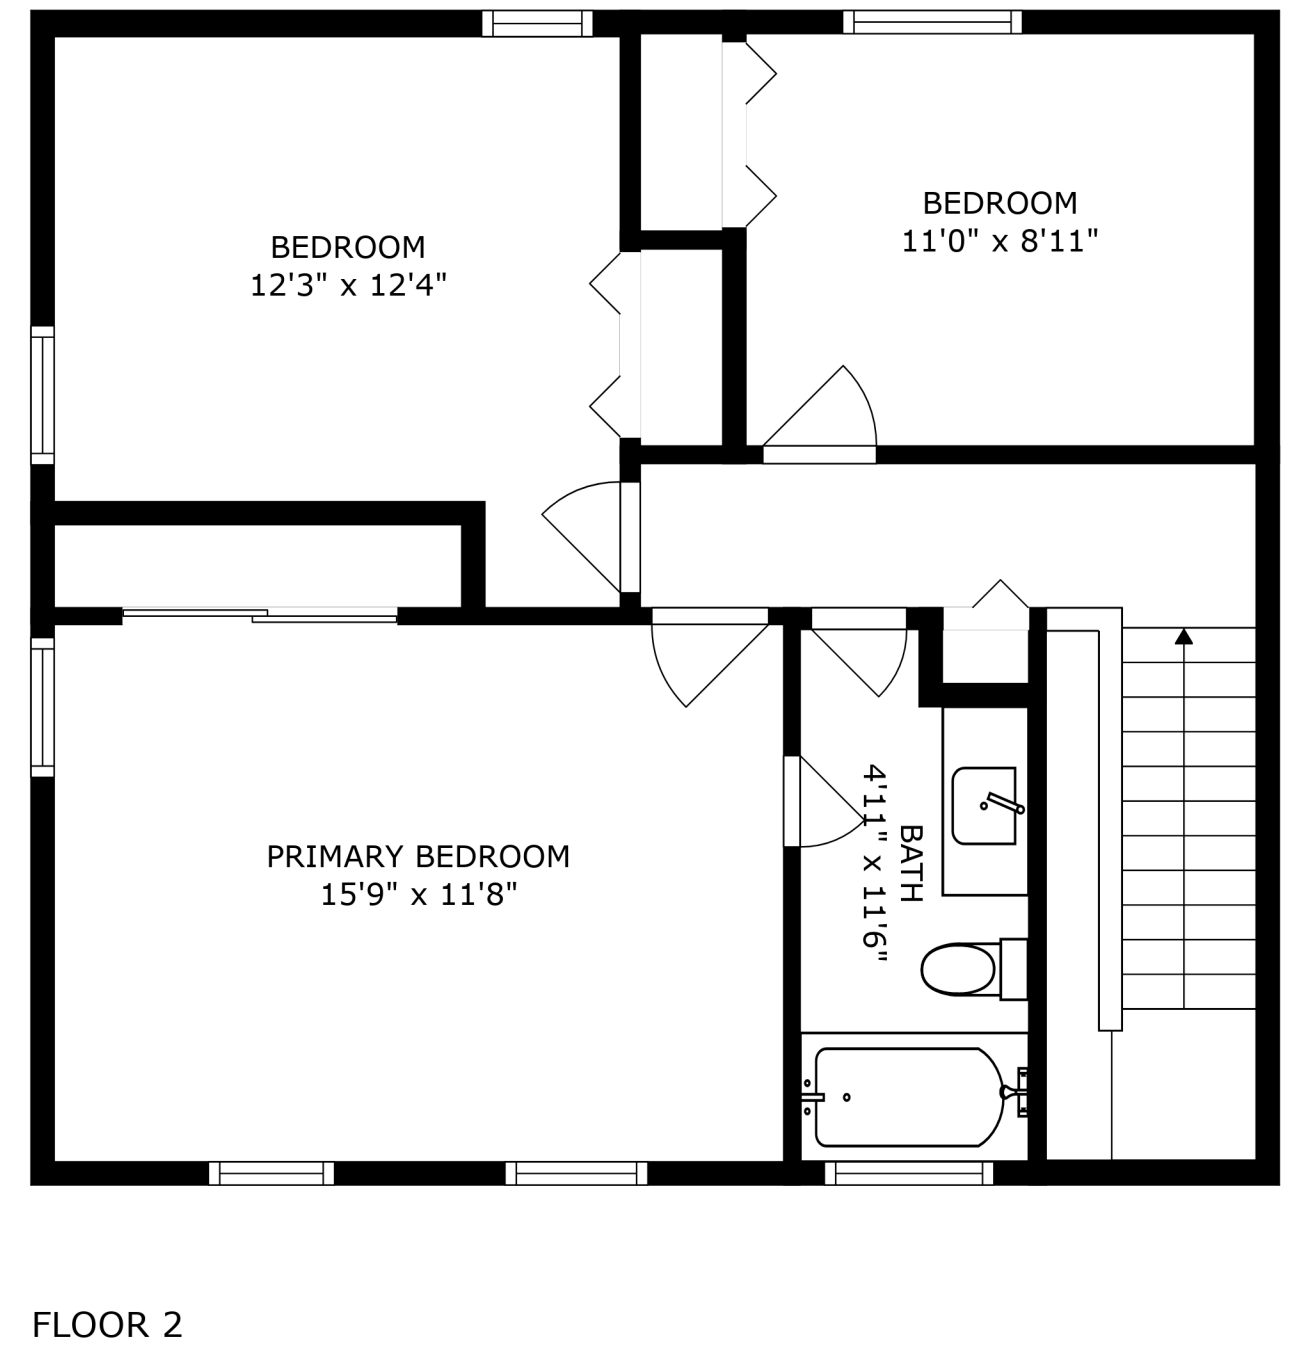 BEDROOM
12'3" x 12'4"
BEDROOM
11'0" x 8'11"
PRIMARY BEDROOM
15'9" x 11'8"
BATH
4'11" x 11'6"
FLOOR 2